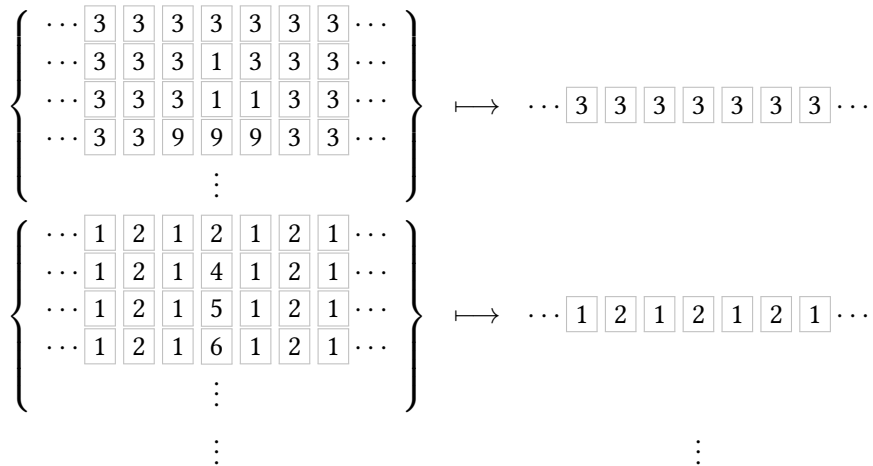 ⋯ 3 3 3 3 3 3 3 ⋯
⋯ 3 3 3 1 3 3 3 ⋯
⋯ 3 3 3 1 1 3 3 ⋯ ⟼ ⋯ 3 3 3 3 3 3 3 ⋯
⋯ 3 3 9 9 9 3 3 ⋯
⋮
⋯ 1 2 1 2 1 2 1 ⋯
⋯ 1 2 1 4 1 2 1 ⋯
⋯ 1 2 1 5 1 2 1 ⋯ ⟼ ⋯ 1 2 1 2 1 2 1 ⋯
⋯ 1 2 1 6 1 2 1 ⋯
⋮
⋮ ⋮